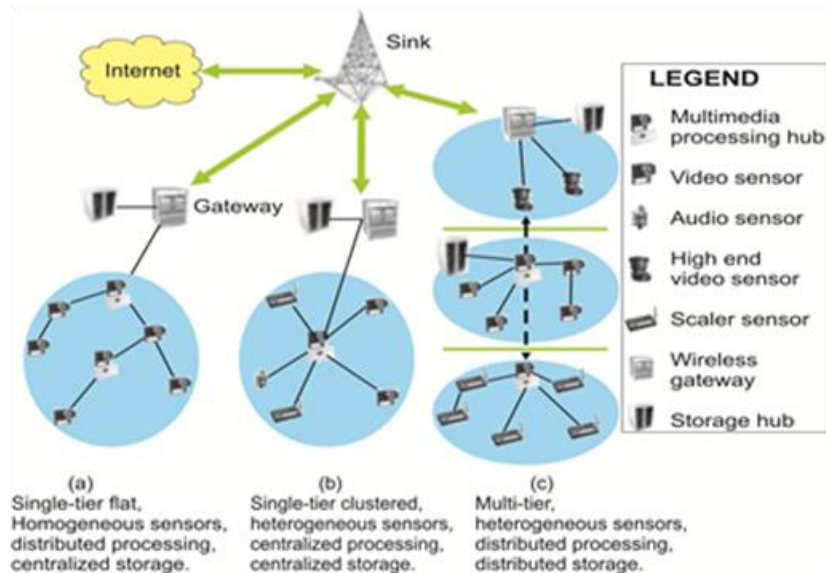 Sink
Internet
Gateway
LEGEND
Multimedia
processing hub
Video sensor
Audio sensor
High end
video sensor
Scaler sensor
Wireless
gateway
Storage hub
(a)
Single-tier flat,
Homogeneous sensors,
distributed processing,
centralized storage.
(b)
Single-tier clustered,
heterogeneous sensors,
centralized processing,
centralized storage.
(c)
Multi-tier,
heterogeneous sensors,
distributed processing,
distributed storage.